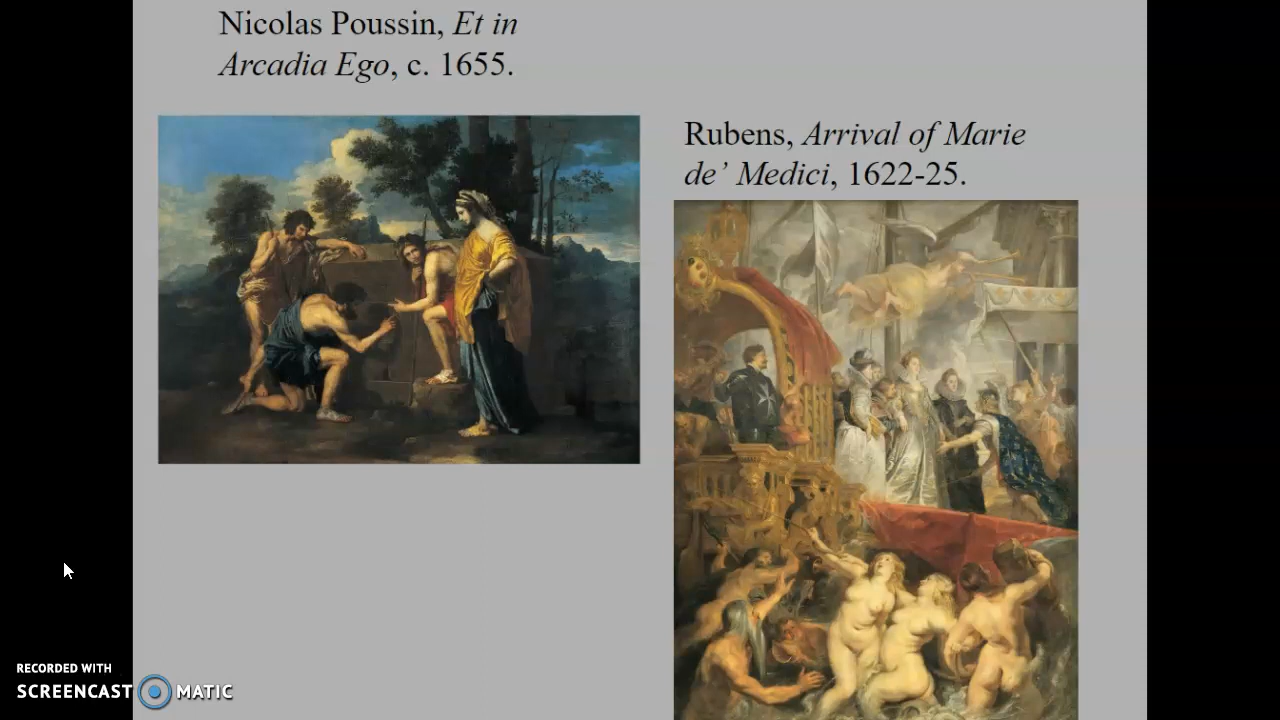 Nicolas Poussin, Et in
Arcadia Ego, c. 1655.
Rubens, Arrival of Marie
de’ Medici, 1622-25.
RECORDED WITH
SCREENCAST MATIC